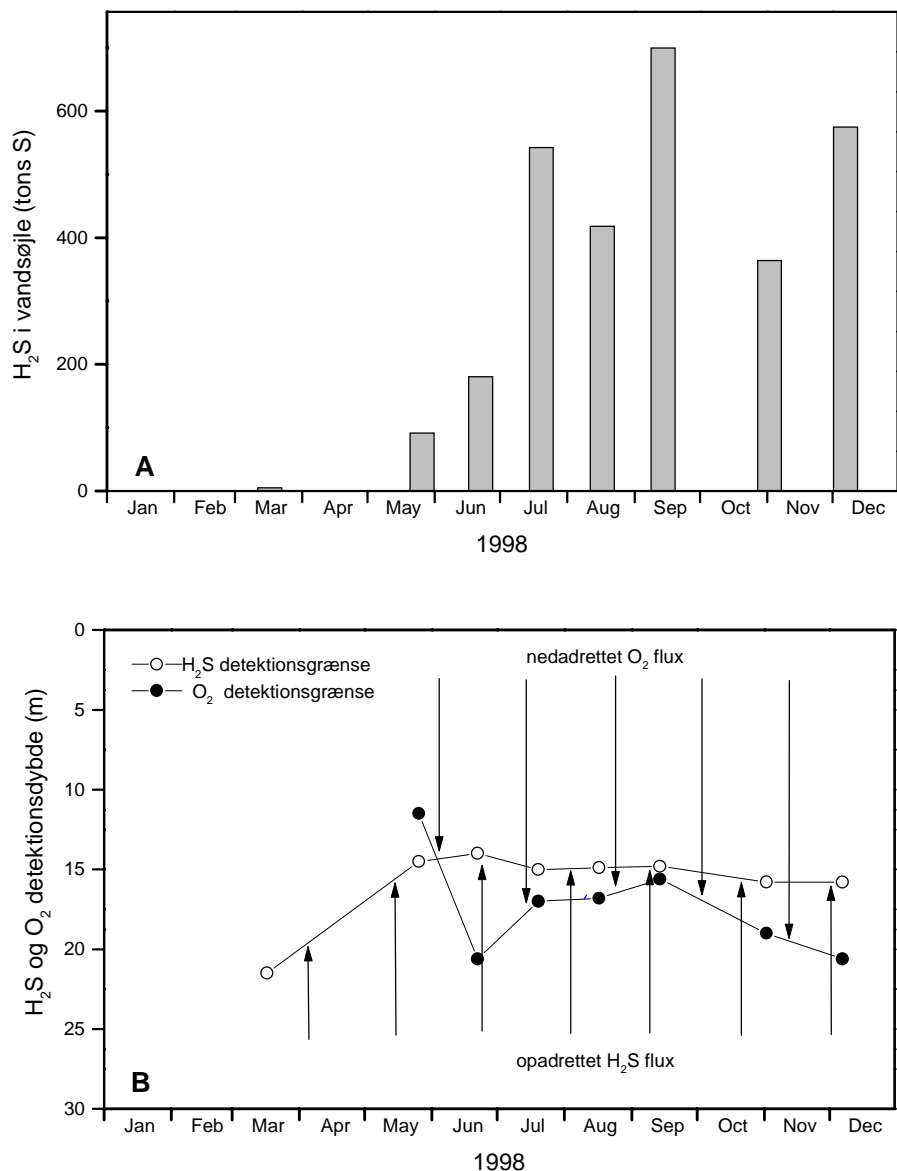 H₂S i vandsøjle (tons S)
600
400
200
0
A
Jan Feb Mar Apr May Jun Jul Aug Sep Oct Nov Dec
1998
H₂S og O₂ detektionsdybde (m)
0
5
10
15
20
25
30
H₂S detektionsgrænse
O₂ detektionsgrænse
nedadrettet O₂ flux
opadrettet H₂S flux
B
Jan Feb Mar Apr May Jun Jul Aug Sep Oct Nov Dec
1998